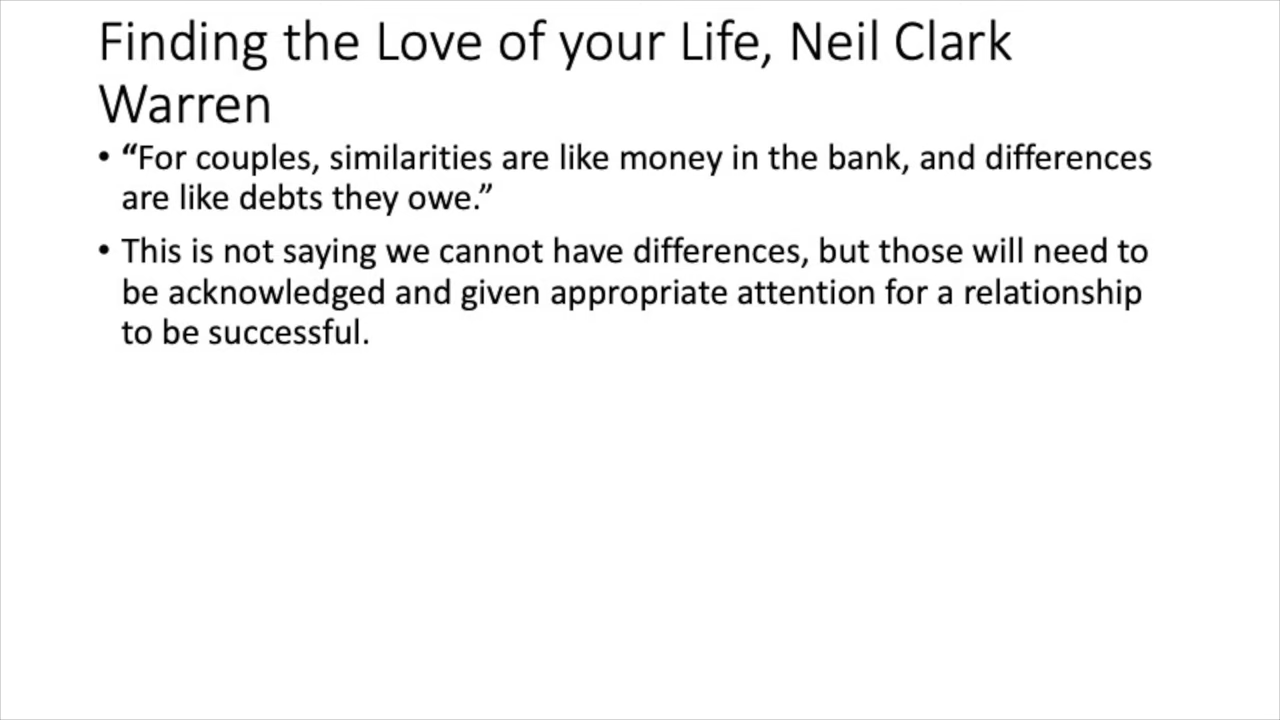 Finding the Love of your Life, Neil Clark
Warren
• “For couples, similarities are like money in the bank, and differences
are like debts they owe.”
• This is not saying we cannot have differences, but those will need to
be acknowledged and given appropriate attention for a relationship
to be successful.